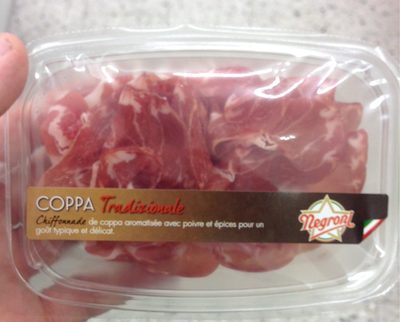 COPPA Tradizionale
Chiffonnade de coppa aromatisée avec poivre et épices pour un
goût typique et délicat.
Negroni